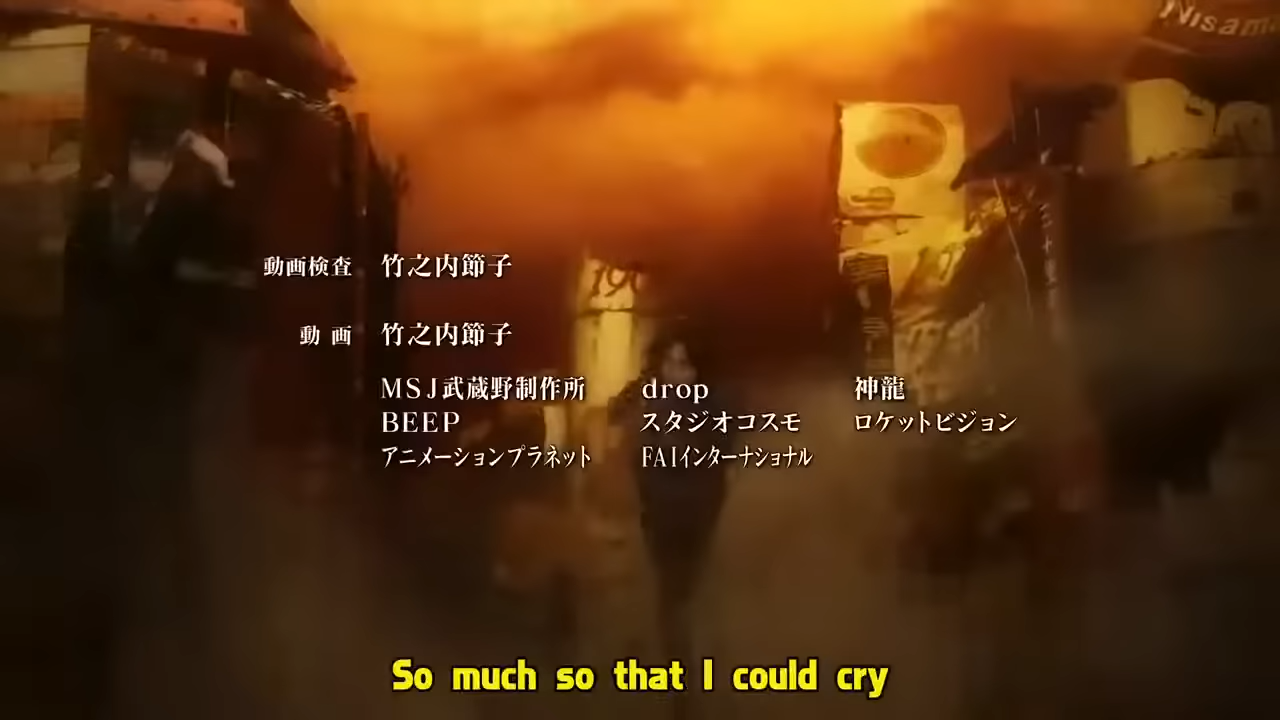 Nisam
190
動画検査 竹之内節子
動画 竹之内節子
MSJ武蔵野制作所 drop 神龍
BEEP スタジオコスモ ロケットビジョン
アニメーションプラネット FAIインターナショナル
So much so that I could cry